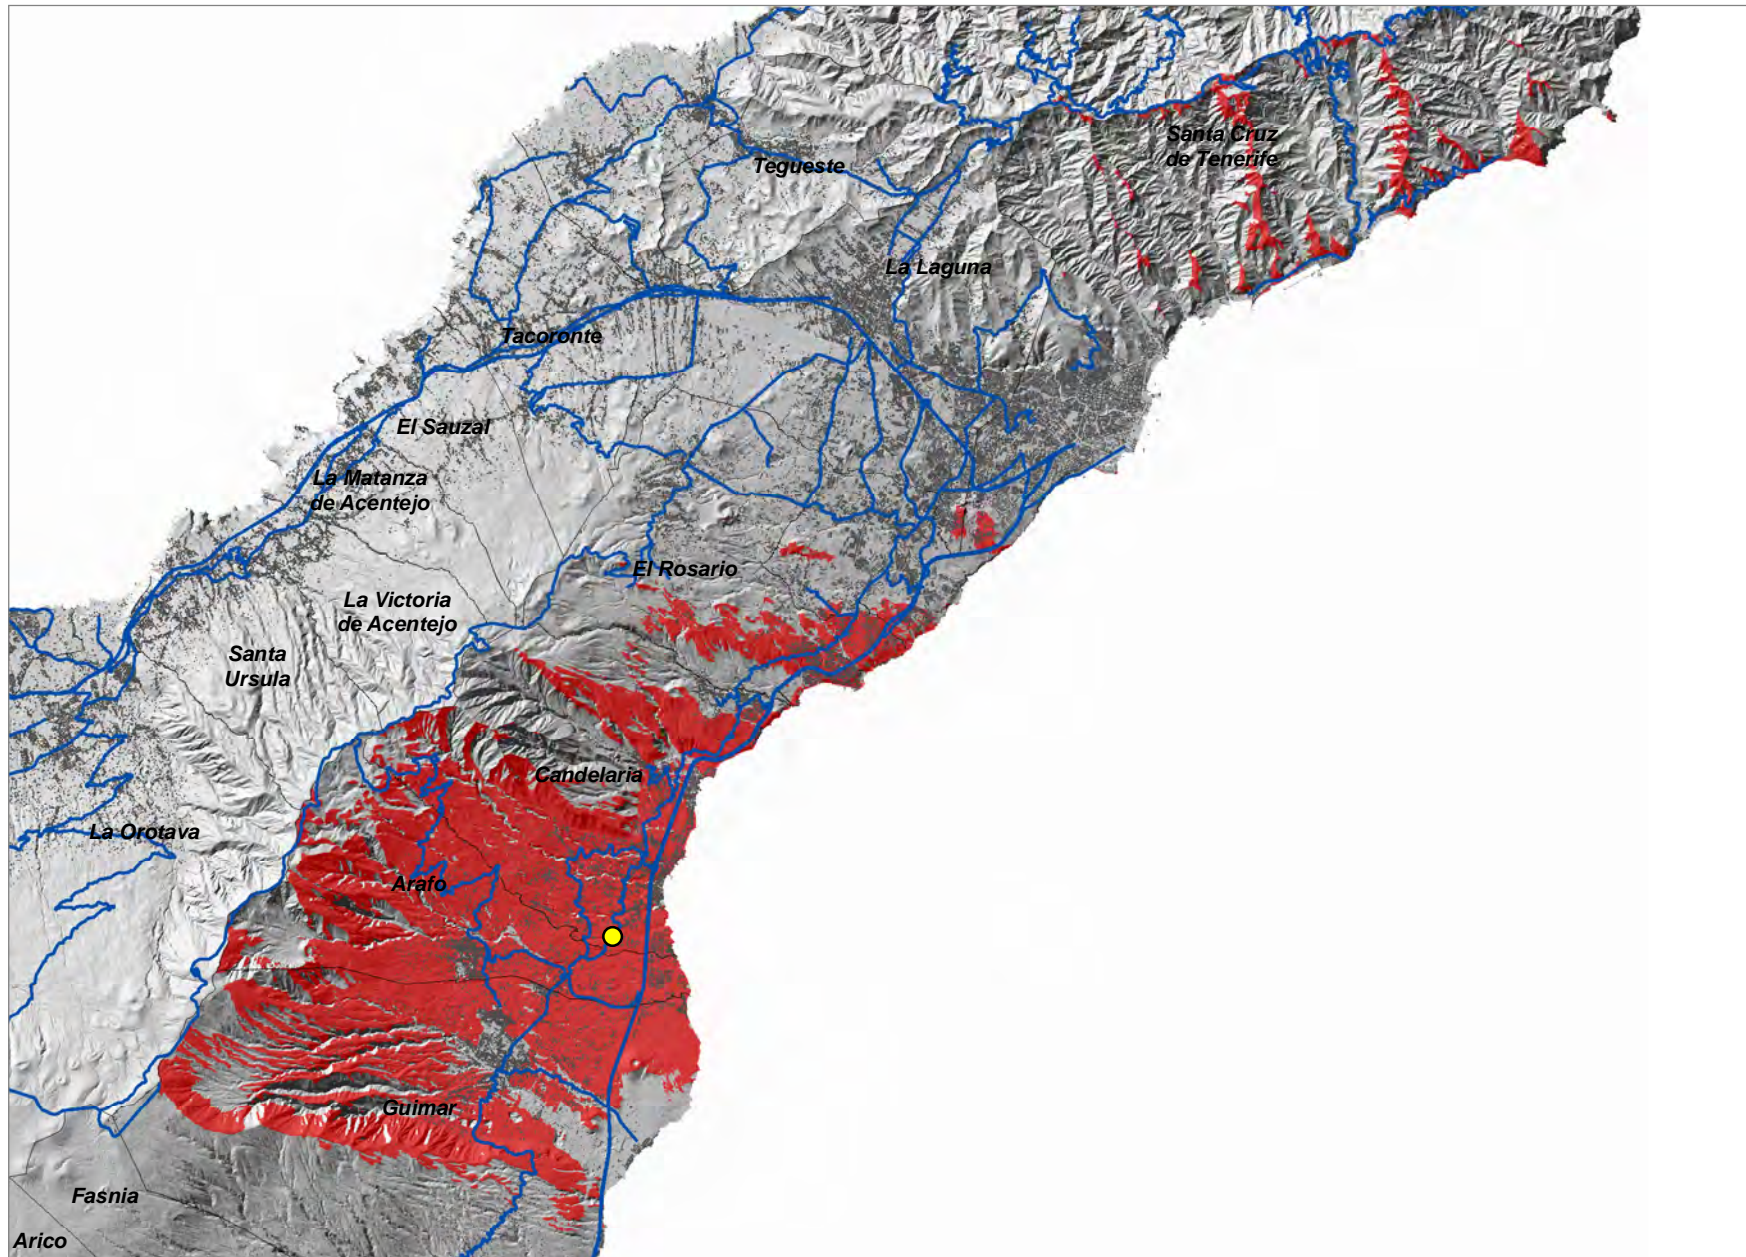 Santa Cruz
de Tenerife
Tegueste
La Laguna
Tacoronte
El Sauzal
La Matanza
de Acentejo
El Rosario
La Victoria
de Acentejo
Santa
Ursula
Candelaria
La Orotava
Arafo
Guimar
Fasnia
Arico